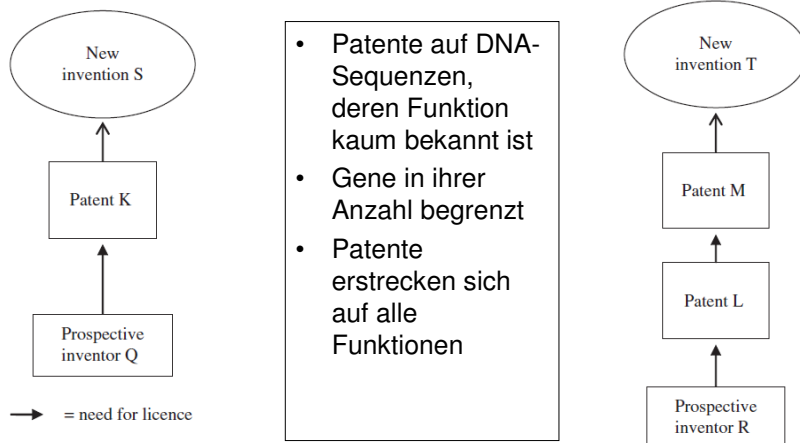 New
invention S
Patent K
Prospective
inventor Q
= need for licence
• Patente auf DNA-
Sequenzen,
deren Funktion
kaum bekannt ist
• Gene in ihrer
Anzahl begrenzt
• Patente
erstrecken sich
auf alle
Funktionen
New
invention T
Patent M
Patent L
Prospective
inventor R